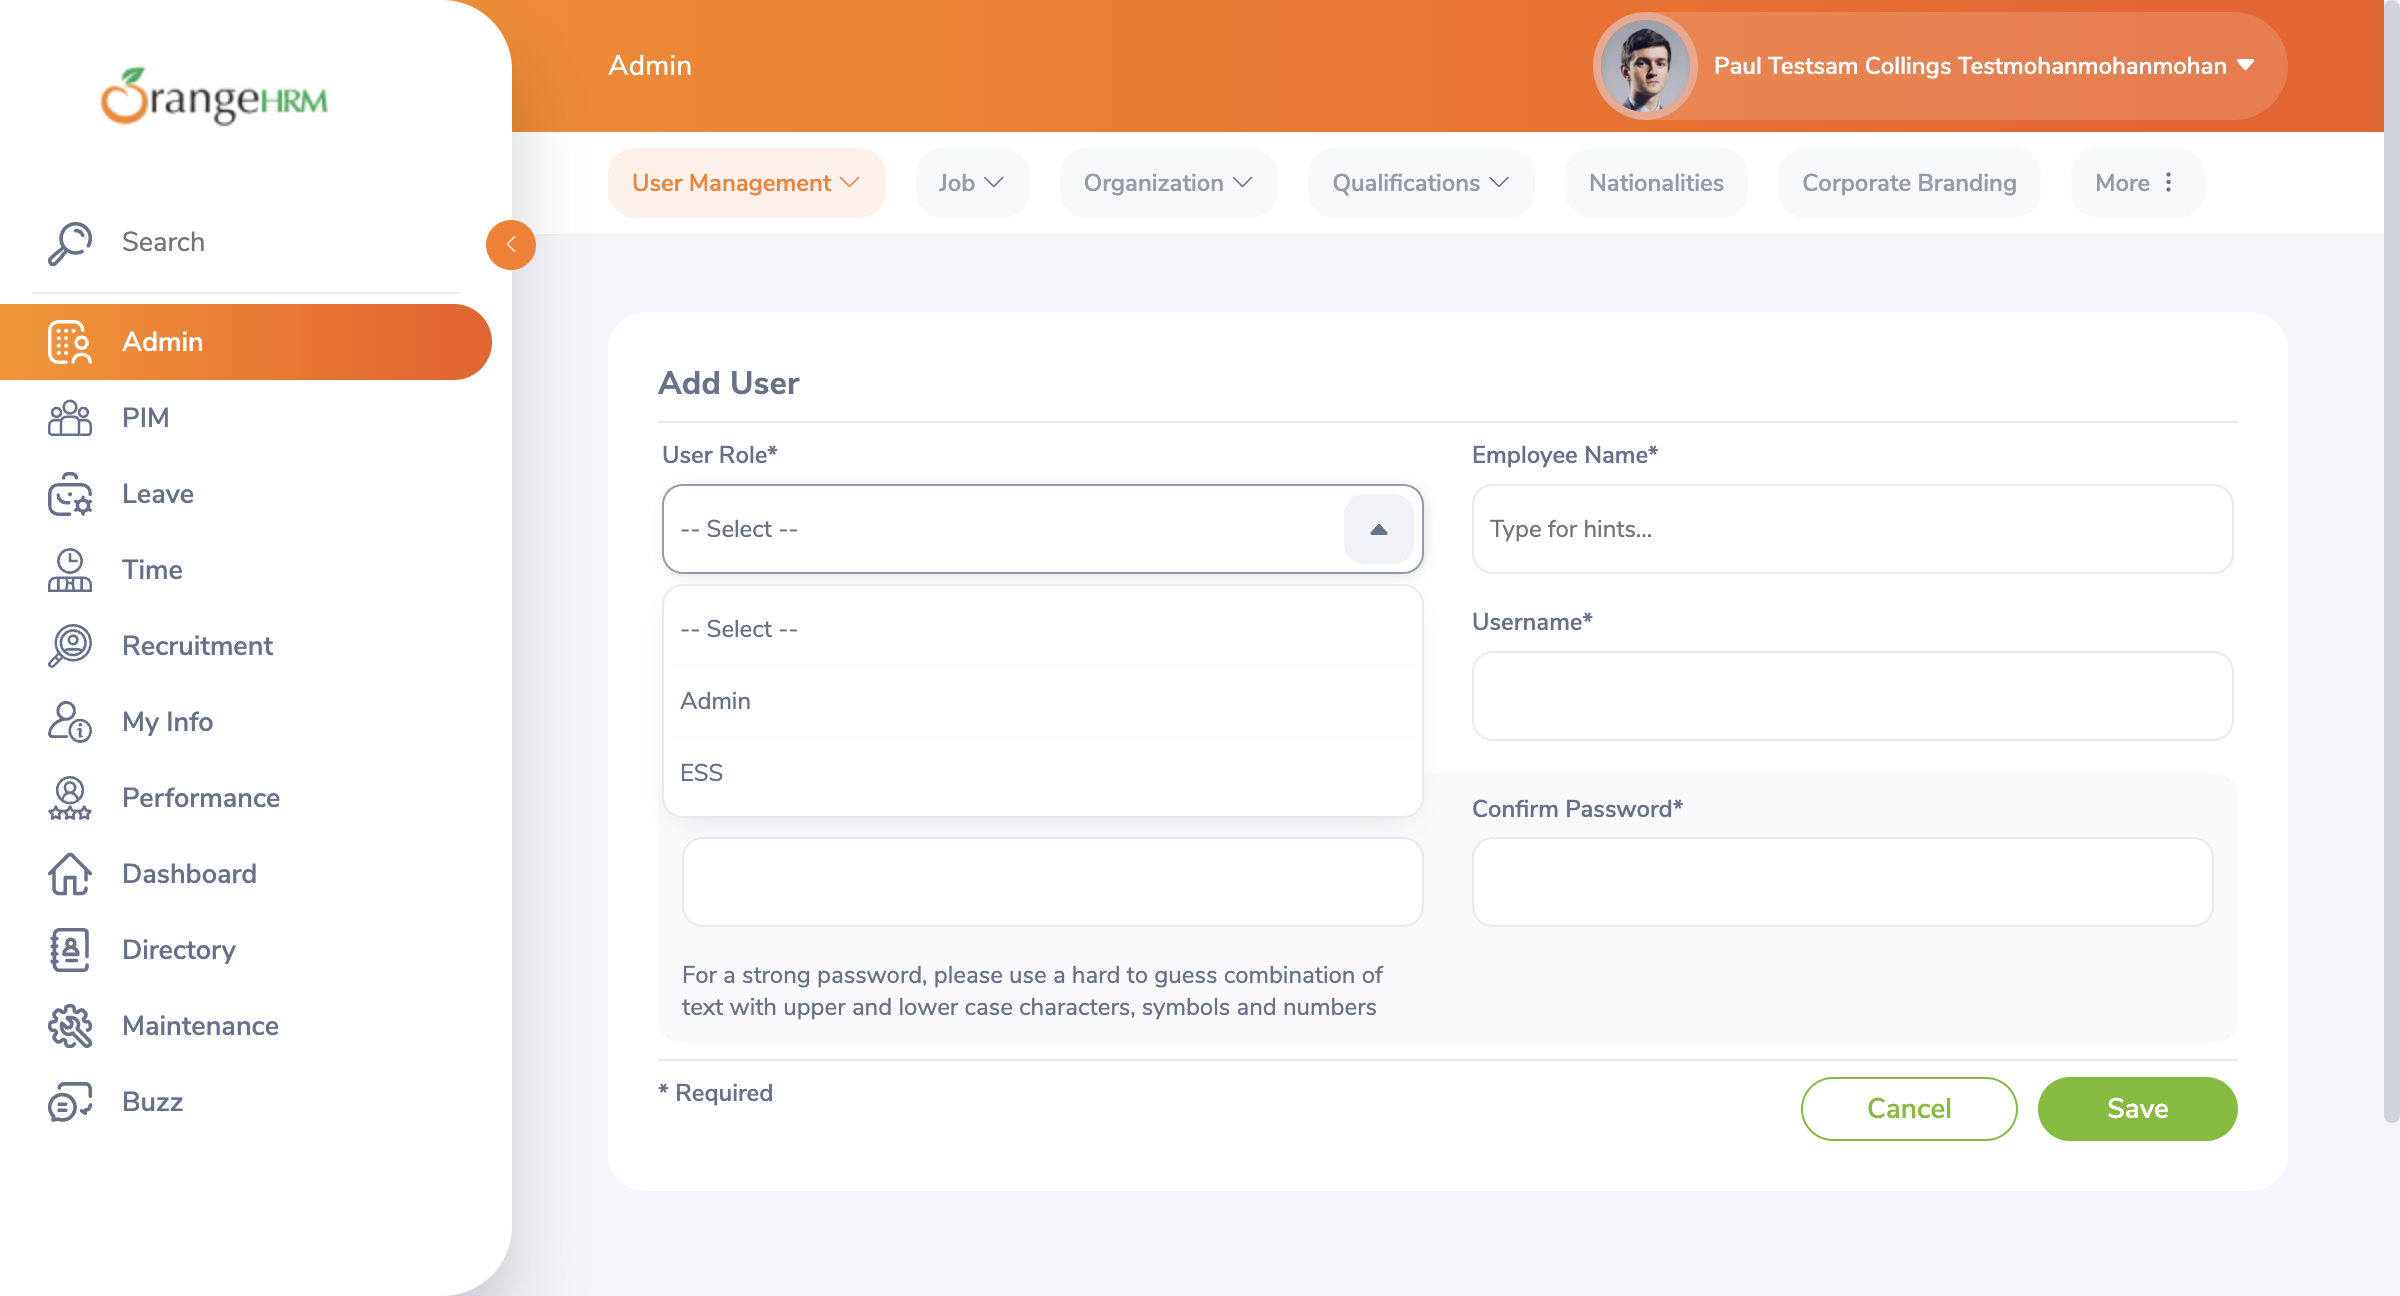 OrangeHRM
Search
Admin
PIM
Leave
Time
Recruitment
My Info
Performance
Dashboard
Directory
Maintenance
Buzz
Admin
Paul Testsam Collings Testmohanmohanmohan
User Management
Job
Organization
Qualifications
Nationalities
Corporate Branding
More
Add User
User Role*
-- Select --
-- Select --
Admin
ESS
Employee Name*
Type for hints...
Username*
Confirm Password*
For a strong password, please use a hard to guess combination of
text with upper and lower case characters, symbols and numbers
* Required
Cancel
Save